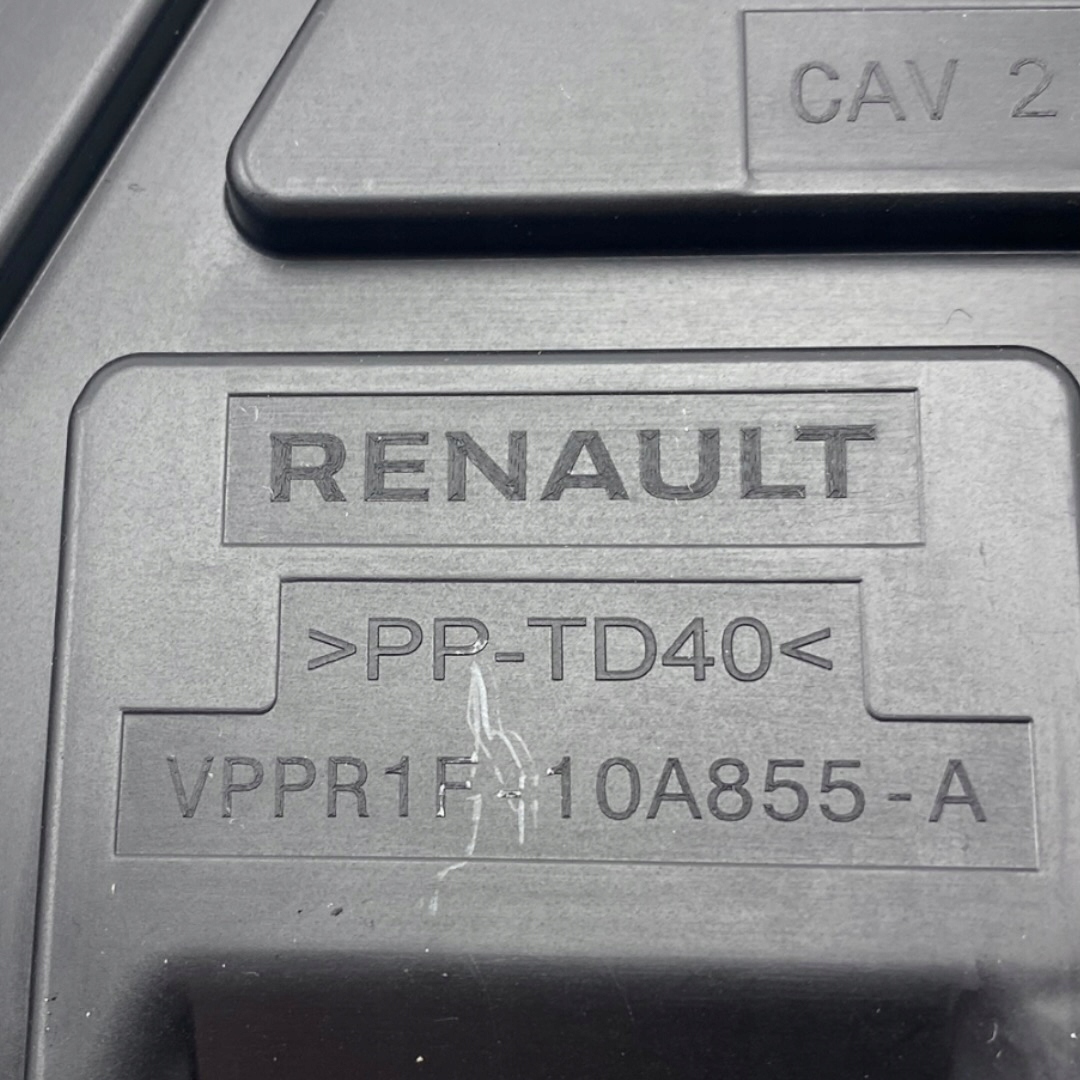 CAV 2
RENAULT
>PP-TD40<
VPPR1F-10A855-A